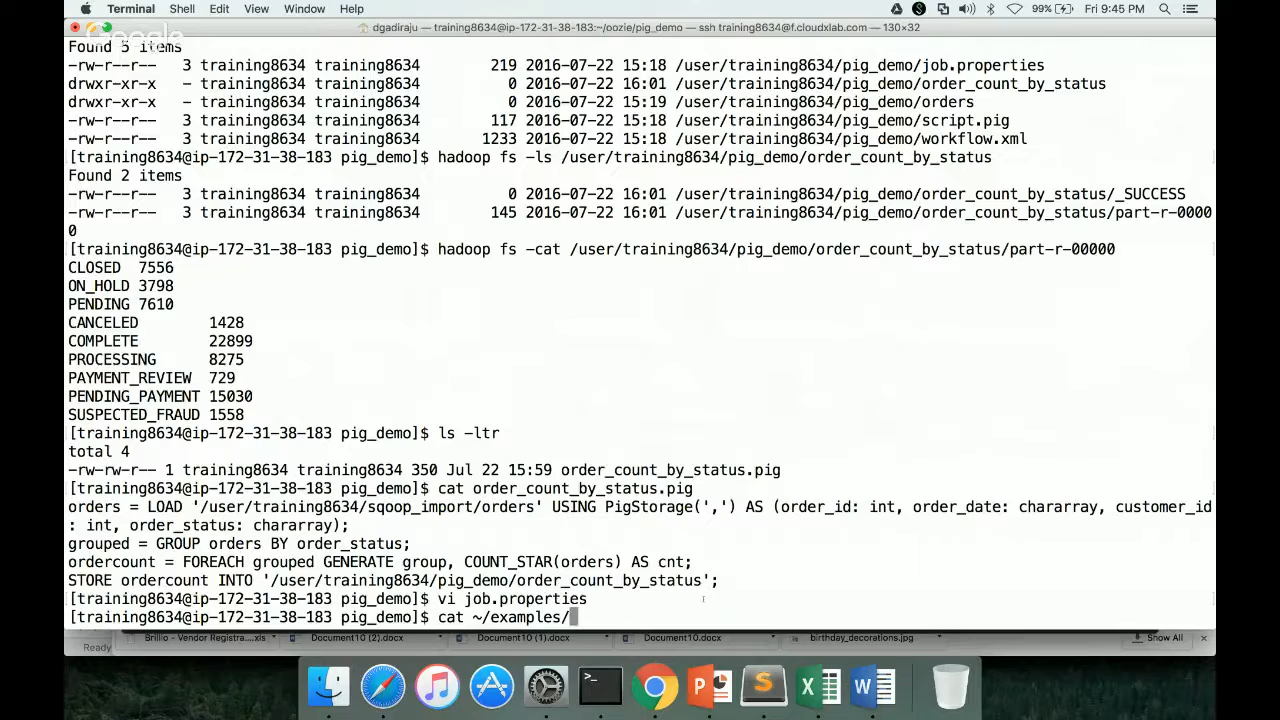 Terminal Shell Edit View Window Help 99% Fri 9:45 PM
dgadiraju — training8634@ip-172-31-38-183:~/oozie/pig_demo — ssh training8634@f.cloudxlab.com — 130×32
Google
Found 5 items
-rw-r--r-- 3 training8634 training8634 219 2016-07-22 15:18 /user/training8634/pig_demo/job.properties
drwxr-xr-x - training8634 training8634 0 2016-07-22 16:01 /user/training8634/pig_demo/order_count_by_status
drwxr-xr-x - training8634 training8634 0 2016-07-22 15:19 /user/training8634/pig_demo/orders
-rw-r--r-- 3 training8634 training8634 117 2016-07-22 15:18 /user/training8634/pig_demo/script.pig
-rw-r--r-- 3 training8634 training8634 1233 2016-07-22 15:18 /user/training8634/pig_demo/workflow.xml
[training8634@ip-172-31-38-183 pig_demo]$ hadoop fs -ls /user/training8634/pig_demo/order_count_by_status
Found 2 items
-rw-r--r-- 3 training8634 training8634 0 2016-07-22 16:01 /user/training8634/pig_demo/order_count_by_status/_SUCCESS
-rw-r--r-- 3 training8634 training8634 145 2016-07-22 16:01 /user/training8634/pig_demo/order_count_by_status/part-r-0000
0
[training8634@ip-172-31-38-183 pig_demo]$ hadoop fs -cat /user/training8634/pig_demo/order_count_by_status/part-r-00000
CLOSED 7556
ON_HOLD 3798
PENDING 7610
CANCELED 1428
COMPLETE 22899
PROCESSING 8275
PAYMENT_REVIEW 729
PENDING_PAYMENT 15030
SUSPECTED_FRAUD 1558
[training8634@ip-172-31-38-183 pig_demo]$ ls -ltr
total 4
-rw-rw-r-- 1 training8634 training8634 350 Jul 22 15:59 order_count_by_status.pig
[training8634@ip-172-31-38-183 pig_demo]$ cat order_count_by_status.pig
orders = LOAD '/user/training8634/sqoop_import/orders' USING PigStorage(',') AS (order_id: int, order_date: chararray, customer_id
: int, order_status: chararray);
grouped = GROUP orders BY order_status;
ordercount = FOREACH grouped GENERATE group, COUNT_STAR(orders) AS cnt;
STORE ordercount INTO '/user/training8634/pig_demo/order_count_by_status';
[training8634@ip-172-31-38-183 pig_demo]$ vi job.properties
[training8634@ip-172-31-38-183 pig_demo]$ cat ~/examples/
Brillio - Vendor Registra....xls Document10 (2).docx Document10 (1).docx Document10.docx birthday_decorations.jpg Show All
Ready